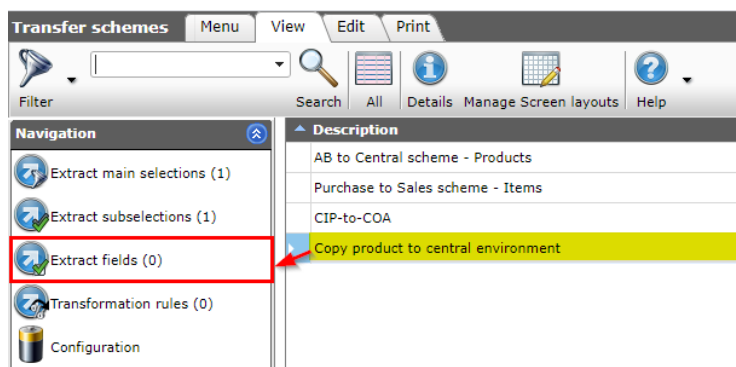 Transfer schemes Menu View Edit Print
Filter Search All Details Manage Screen layouts Help
Navigation
Description
Extract main selections (1)
AB to Central scheme - Products
Extract subselections (1)
Purchase to Sales scheme - Items
CIP-to-COA
Extract fields (0)
Copy product to central environment
Transformation rules (0)
Configuration